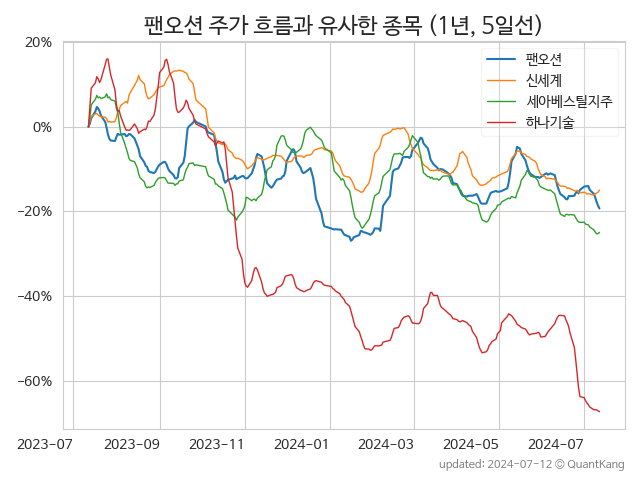 팬오션 주가 흐름과 유사한 종목 (1년, 5일선)
팬오션
신세계
세아베스틸지주
하나기술
20%
0%
−20%
−40%
−60%
2023-07
2023-09
2023-11
2024-01
2024-03
2024-05
2024-07
updated: 2024-07-12 © QuantKang